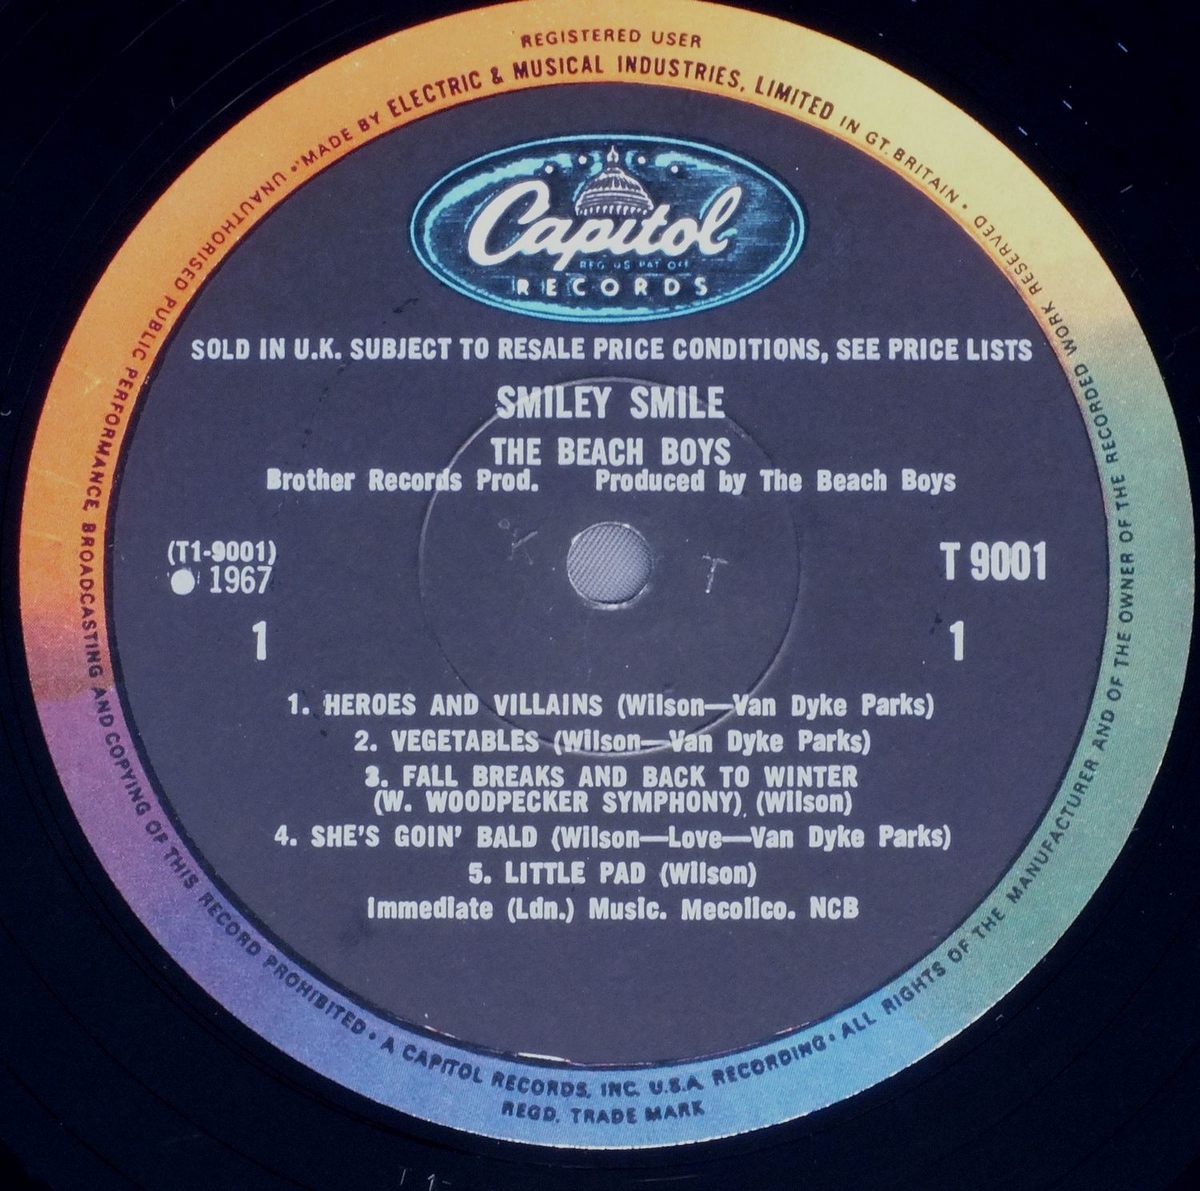 REGISTERED USER
MADE BY ELECTRIC & MUSICAL INDUSTRIES, LIMITED IN GT. BRITAIN •
Capitol
REG US PAT OFF
RECORDS
SOLD IN U.K. SUBJECT TO RESALE PRICE CONDITIONS, SEE PRICE LISTS
SMILEY SMILE
THE BEACH BOYS
Brother Records Prod. Produced by The Beach Boys
(T1-9001)
1967
T 9001
K T
1 1
1. HEROES AND VILLAINS (Wilson—Van Dyke Parks)
2. VEGETABLES (Wilson—Van Dyke Parks)
3. FALL BREAKS AND BACK TO WINTER
(W. WOODPECKER SYMPHONY) (Wilson)
4. SHE'S GOIN' BALD (Wilson—Love—Van Dyke Parks)
5. LITTLE PAD (Wilson)
Immediate (Ldn.) Music. Mecolico. NCB
ALL RIGHTS OF THE MANUFACTURER AND OF THE OWNER OF THE RECORDED WORK RESERVED •
UNAUTHORISED PUBLIC PERFORMANCE, BROADCASTING AND COPYING OF THIS RECORD PROHIBITED •
A CAPITOL RECORDS, INC. U.S.A. RECORDING •
REGD. TRADE MARK